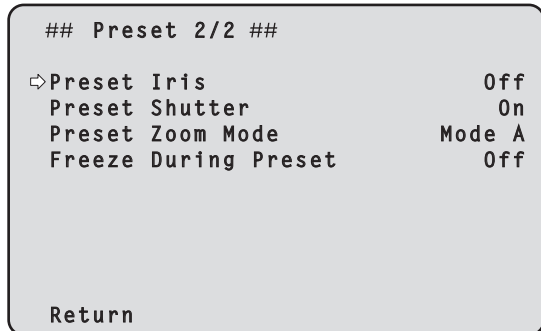 ## Preset 2/2 ##
⇨Preset Iris Off
Preset Shutter On
Preset Zoom Mode Mode A
Freeze During Preset Off
Return